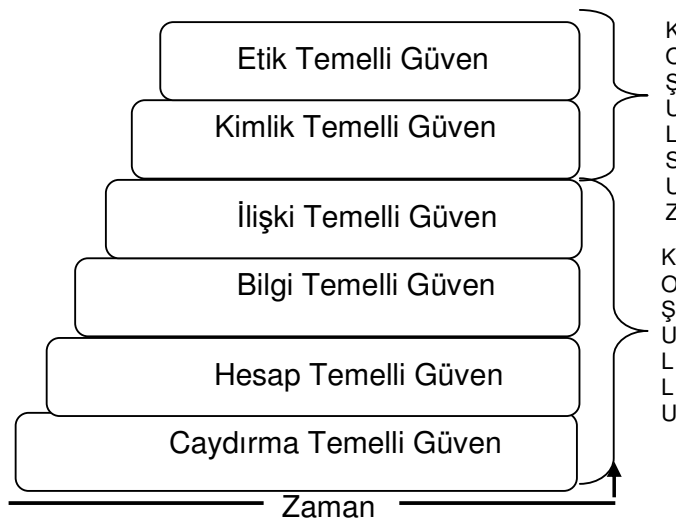 Etik Temelli Güven
Kimlik Temelli Güven
İlişki Temelli Güven
Bilgi Temelli Güven
Hesap Temelli Güven
Caydırma Temelli Güven
Zaman
K
O
Ş
U
L
S
U
Z
K
O
Ş
U
L
L
U